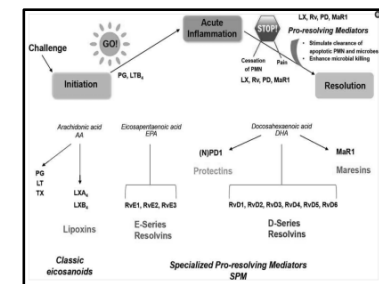 Challenge
GO!
Acute
Inflammation
STOP!
LX, Rv, PD, MaR1
Pro-resolving Mediators
• Stimulate clearance of
apoptotic PMN and microbes
• Enhance microbial killing
Initiation
PG, LTB4
Cessation
of PMN
Pain
LX, Rv, PD, MaR1
Resolution
Arachidonic acid
AA
Eicosapentaenoic acid
EPA
Docosahexaenoic acid
DHA
PG
LT
TX
LXA4
LXB4
Lipoxins
RvE1, RvE2, RvE3
E-Series
Resolvins
(N)PD1
Protectins
MaR1
Maresins
RvD1, RvD2, RvD3, RvD4, RvD5, RvD6
D-Series
Resolvins
Classic
eicosanoids
Specialized Pro-resolving Mediators
SPM